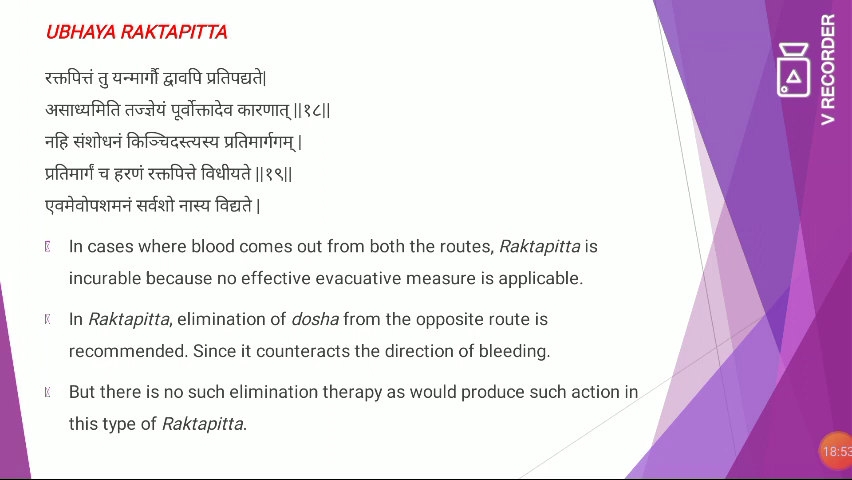 UBHAYA RAKTAPITTA
रक्तपित्तं तु यन्मार्गौ द्वावपि प्रतिपद्यते|
असाध्यमिति तज्ज्ञेयं पूर्वोक्तादेव कारणात् ||१८||
नहि संशोधनं किञ्चिदस्त्यस्य प्रतिमार्गगम् |
प्रतिमार्गं च हरणं रक्तपित्ते विधीयते ||१९||
एवमेवोपशमनं सर्वशो नास्य विद्यते |
In cases where blood comes out from both the routes, Raktapitta is
incurable because no effective evacuative measure is applicable.
In Raktapitta, elimination of dosha from the opposite route is
recommended. Since it counteracts the direction of bleeding.
But there is no such elimination therapy as would produce such action in
this type of Raktapitta.
V RECORDER
18:53